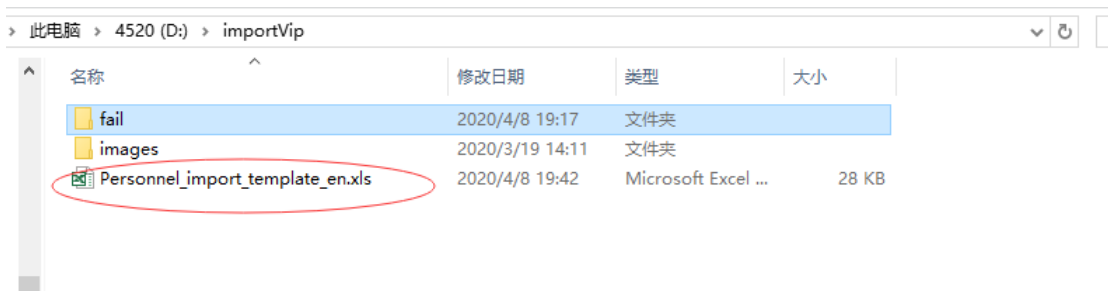 › 此电脑 › 4520 (D:) › importVip
名称 修改日期 类型 大小
fail 2020/4/8 19:17 文件夹
images 2020/3/19 14:11 文件夹
Personnel_import_template_en.xls 2020/4/8 19:42 Microsoft Excel ... 28 KB